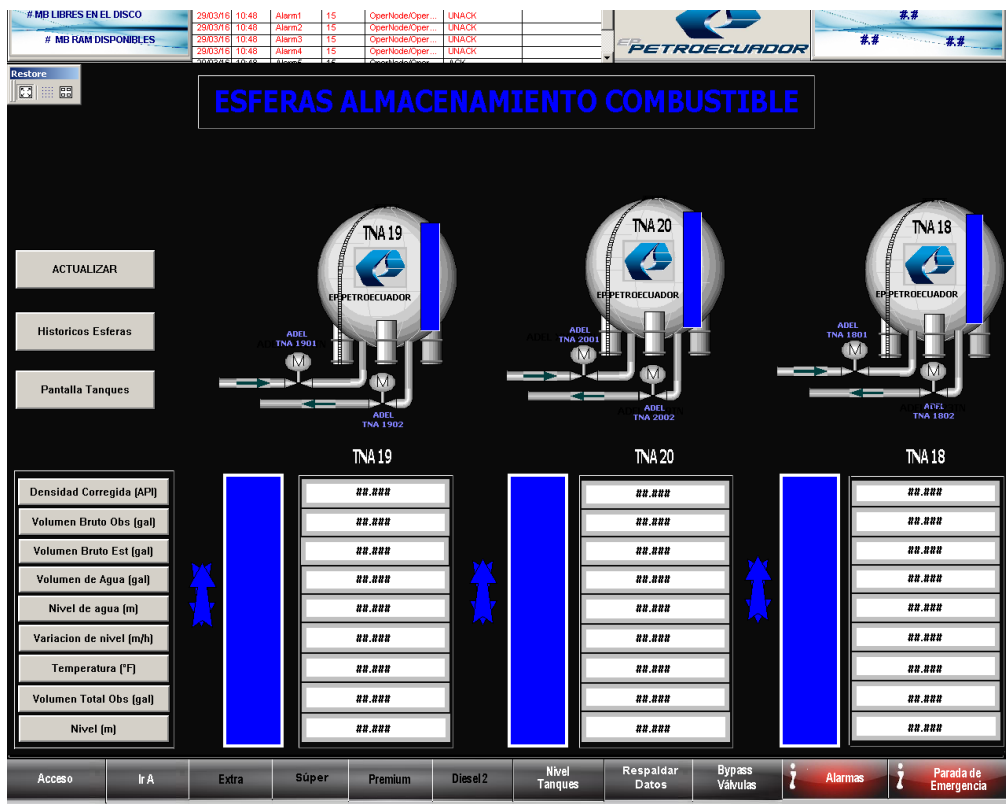 # MB LIBRES EN EL DISCO
# MB RAM DISPONIBLES
29/03/16 10:48 Alarm1 15 OperNode/Oper... UNACK
29/03/16 10:48 Alarm2 15 OperNode/Oper... UNACK
29/03/16 10:48 Alarm3 15 OperNode/Oper... UNACK
29/03/16 10:48 Alarm4 15 OperNode/Oper... UNACK
EP PETROECUADOR
#.#
#.# #.#
Restore
ESFERAS ALMACENAMIENTO COMBUSTIBLE
TNA 19
EP PETROECUADOR
TNA 20
EP PETROECUADOR
TNA 18
EP PETROECUADOR
ACTUALIZAR
Historicos Esferas
Pantalla Tanques
ADEL
TNA 1901
M
M
ADEL
TNA 1902
ADEL
TNA 2001
M
M
ADEL
TNA 2002
ADEL
TNA 1801
M
M
ADEL
TNA 1802
TNA 19
TNA 20
TNA 18
Densidad Corregida (API) ##.### ##.### ##.###
Volumen Bruto Obs (gal) ##.### ##.### ##.###
Volumen Bruto Est (gal) ##.### ##.### ##.###
Volumen de Agua (gal) ##.### ##.### ##.###
Nivel de agua (m) ##.### ##.### ##.###
Variacion de nivel (m/h) ##.### ##.### ##.###
Temperatura (°F) ##.### ##.### ##.###
Volumen Total Obs (gal) ##.### ##.### ##.###
Nivel (m) ##.### ##.### ##.###
Acceso
Ir A
Extra
Súper
Premium
Diesel 2
Nivel
Tanques
Respaldar
Datos
Bypass
Válvulas
Alarmas
Parada de
Emergencia